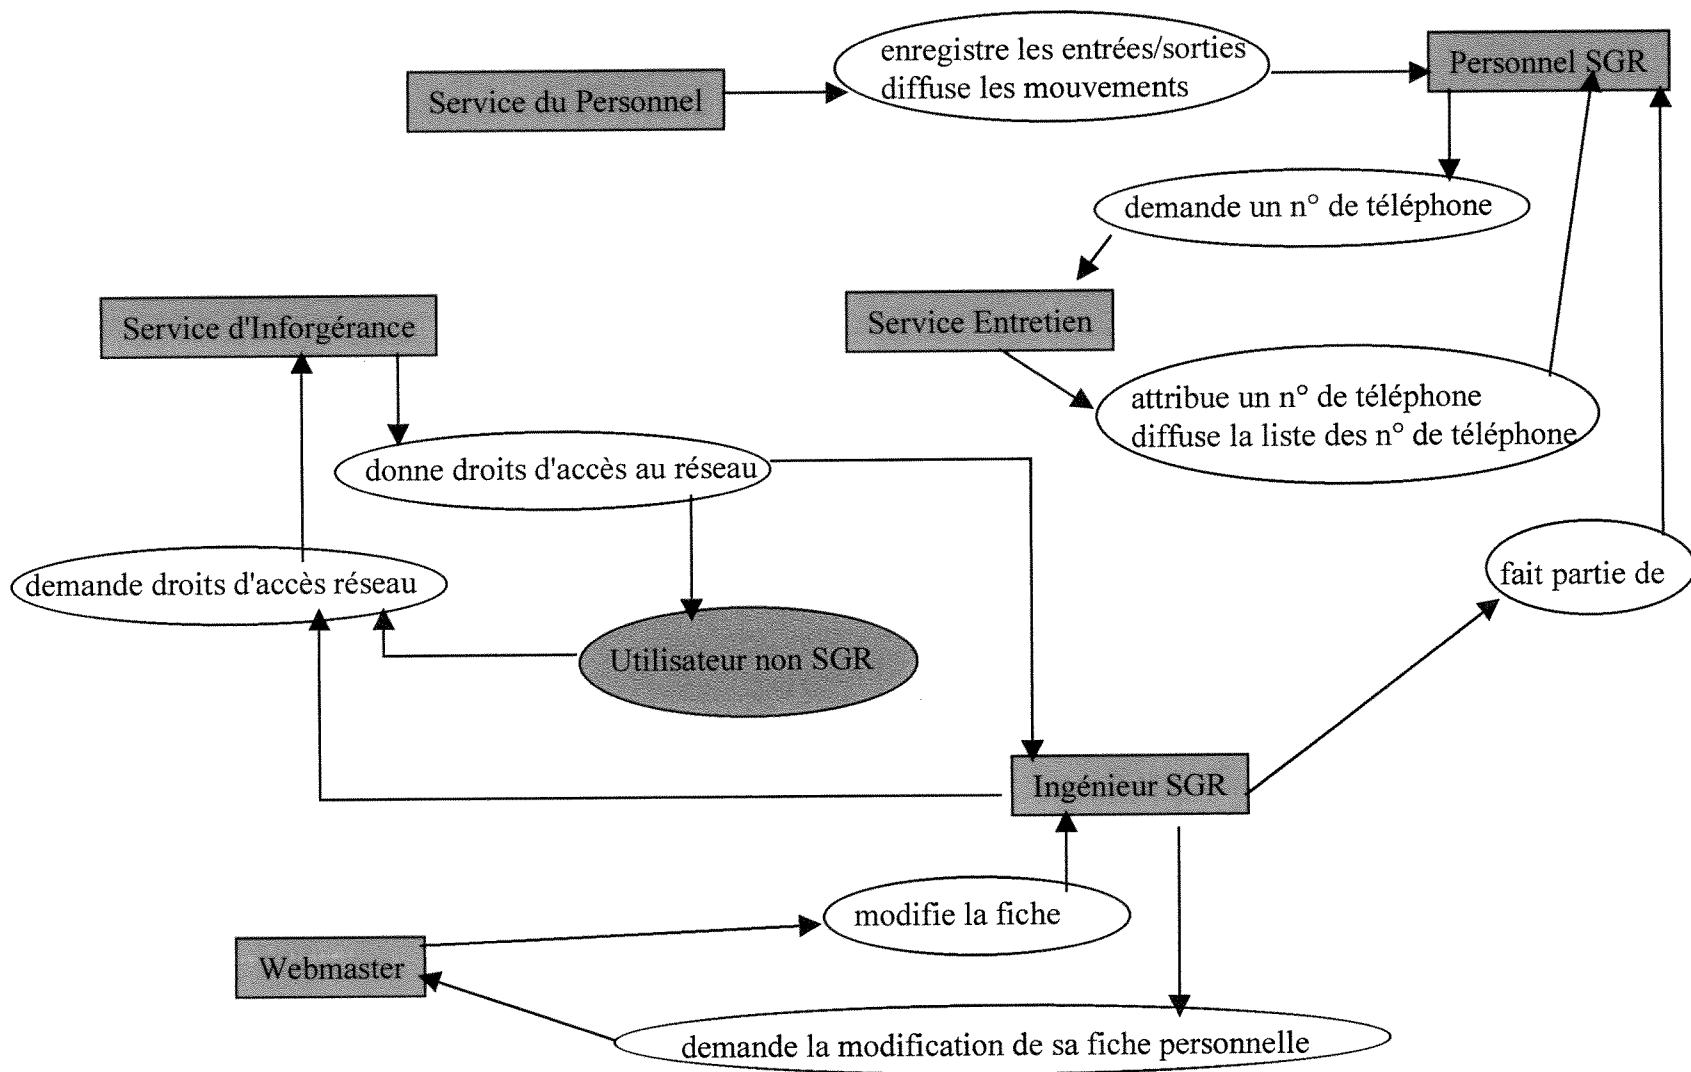 enregistre les entrées/sorties
diffuse les mouvements
Personnel SGR
Service du Personnel
demande un n° de téléphone
Service d'Inforgérance
Service Entretien
attribue un n° de téléphone
diffuse la liste des n° de téléphone
donne droits d'accès au réseau
demande droits d'accès réseau
fait partie de
Utilisateur non SGR
Ingénieur SGR
modifie la fiche
Webmaster
demande la modification de sa fiche personnelle